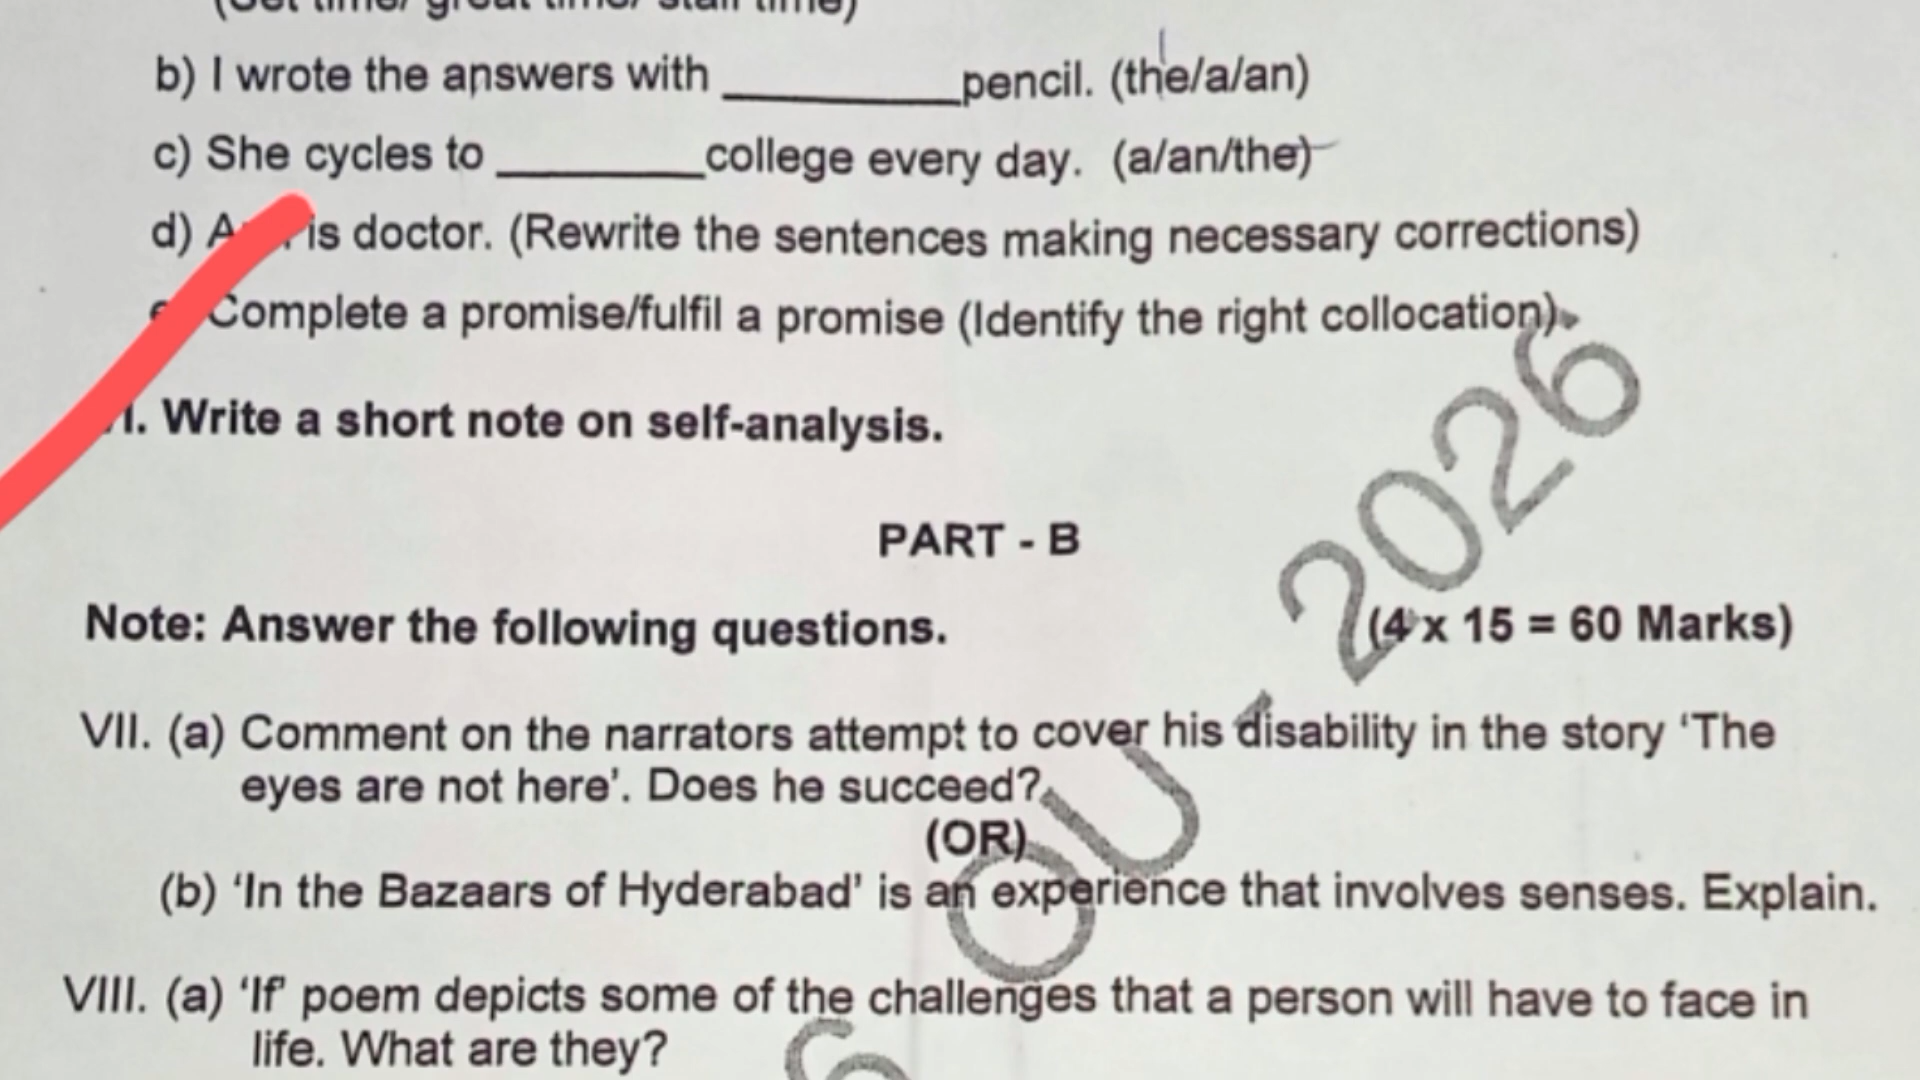 b) I wrote the answers with ________pencil. (the/a/an)
c) She cycles to ________college every day. (a/an/the)
d) is doctor. (Rewrite the sentences making necessary corrections)
Complete a promise/fulfil a promise (Identify the right collocation).
I. Write a short note on self-analysis.
PART - B
Note: Answer the following questions. (4 x 15 = 60 Marks)
VII. (a) Comment on the narrators attempt to cover his disability in the story ‘The
eyes are not here’. Does he succeed?
(OR)
(b) ‘In the Bazaars of Hyderabad’ is an experience that involves senses. Explain.
VIII. (a) ‘If’ poem depicts some of the challenges that a person will have to face in
life. What are they?
OU - 2026